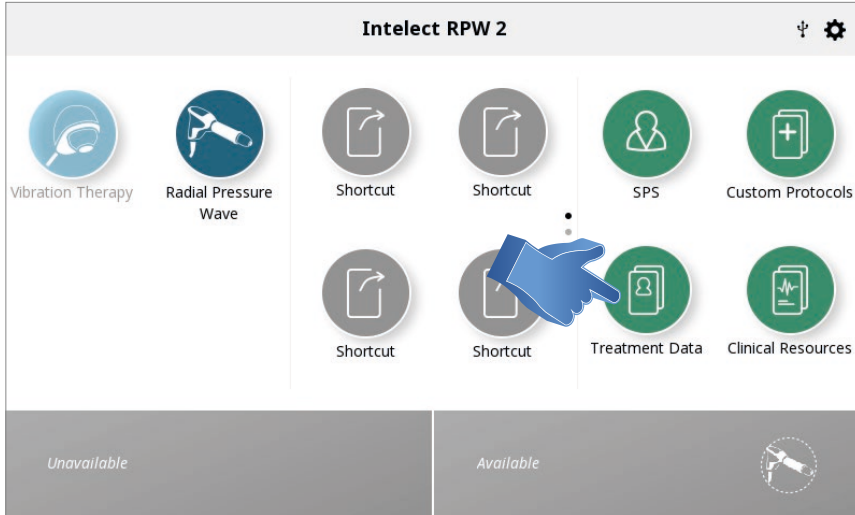 Intelect RPW 2
Vibration Therapy
Radial Pressure
Wave
Shortcut
Shortcut
SPS
Custom Protocols
Shortcut
Shortcut
Treatment Data
Clinical Resources
Unavailable
Available